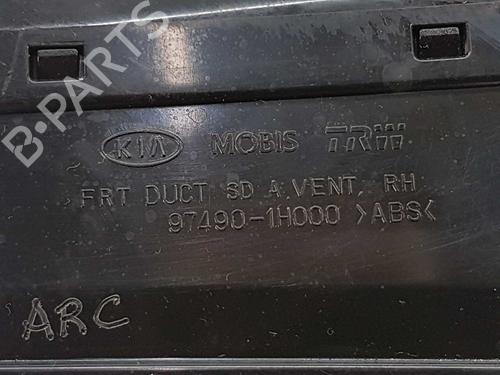 B-PARTS
KIA MOBIS TRW
FRT DUCT SD A.VENT, RH
97490-1H000 >ABS<
ARC